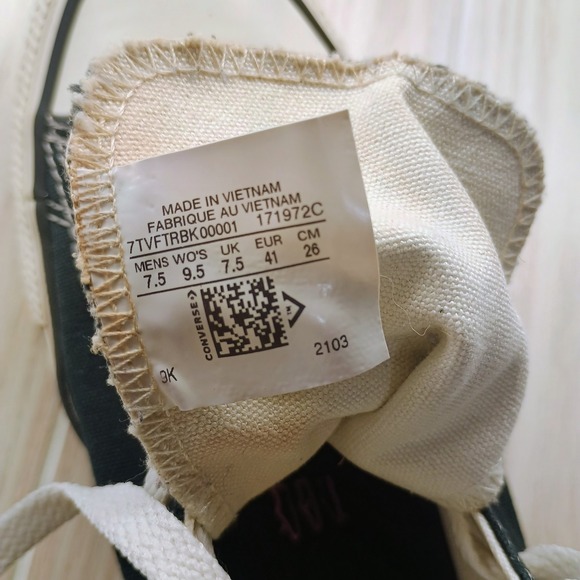 MADE IN VIETNAM
FABRIQUE AU VIETNAM
7TVFTRBK00001 171972C
MENS WO'S UK EUR CM
7.5 9.5 7.5 41 26
CONVERSE
2103
9K